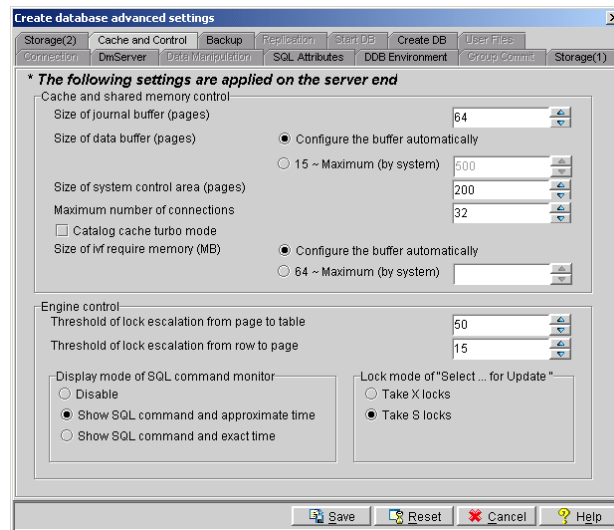 Create database advanced settings
Storage(2) Cache and Control Backup Replication Start DB Create DB User Files
Connection DmServer Data Manipulation SQL Attributes DDB Environment Group Commit Storage(1)
* The following settings are applied on the server end
Cache and shared memory control
Size of journal buffer (pages) 64
Size of data buffer (pages) Configure the buffer automatically
15 ~ Maximum (by system) 500
Size of system control area (pages) 200
Maximum number of connections 32
Catalog cache turbo mode
Size of ivf require memory (MB) Configure the buffer automatically
64 ~ Maximum (by system)
Engine control
Threshold of lock escalation from page to table 50
Threshold of lock escalation from row to page 15
Display mode of SQL command monitor Lock mode of "Select ... for Update "
Disable Take X locks
Show SQL command and approximate time Take S locks
Show SQL command and exact time
Save Reset Cancel Help